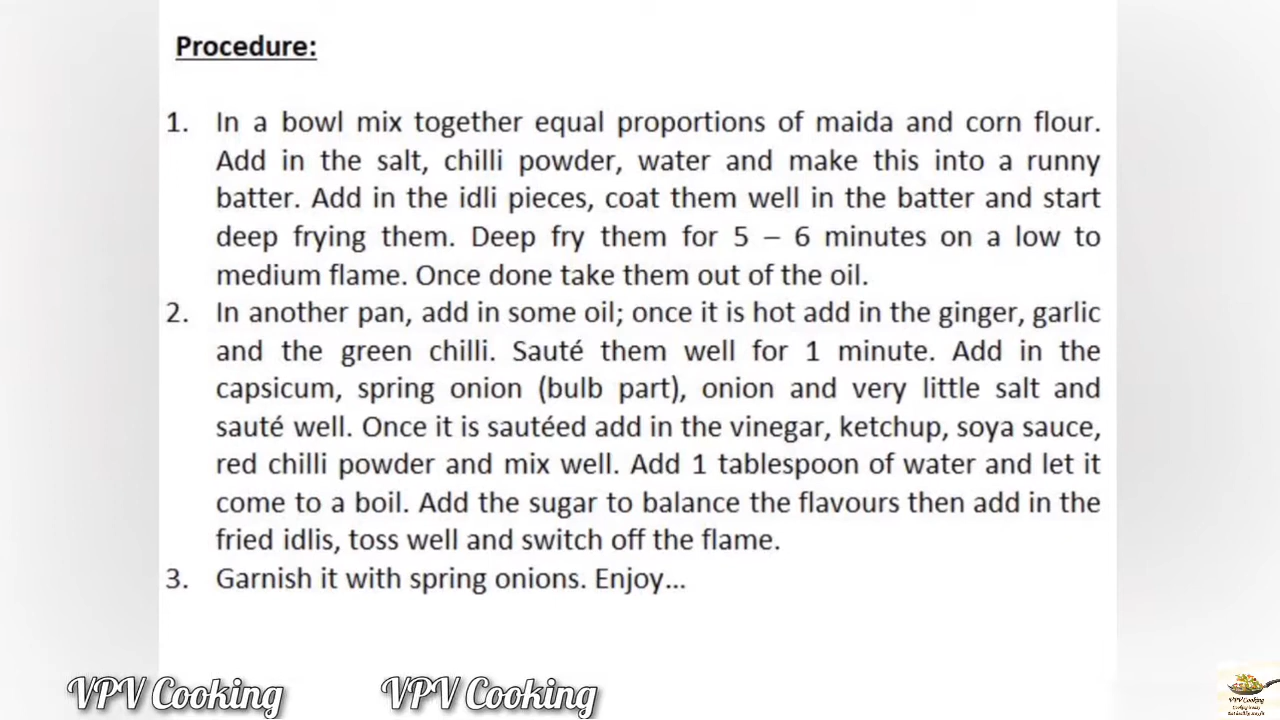 Procedure:
1. In a bowl mix together equal proportions of maida and corn flour.
Add in the salt, chilli powder, water and make this into a runny
batter. Add in the idli pieces, coat them well in the batter and start
deep frying them. Deep fry them for 5 – 6 minutes on a low to
medium flame. Once done take them out of the oil.
2. In another pan, add in some oil; once it is hot add in the ginger, garlic
and the green chilli. Sauté them well for 1 minute. Add in the
capsicum, spring onion (bulb part), onion and very little salt and
sauté well. Once it is sautéed add in the vinegar, ketchup, soya sauce,
red chilli powder and mix well. Add 1 tablespoon of water and let it
come to a boil. Add the sugar to balance the flavours then add in the
fried idlis, toss well and switch off the flame.
3. Garnish it with spring onions. Enjoy...
VPV Cooking VPV Cooking
VPV Cooking